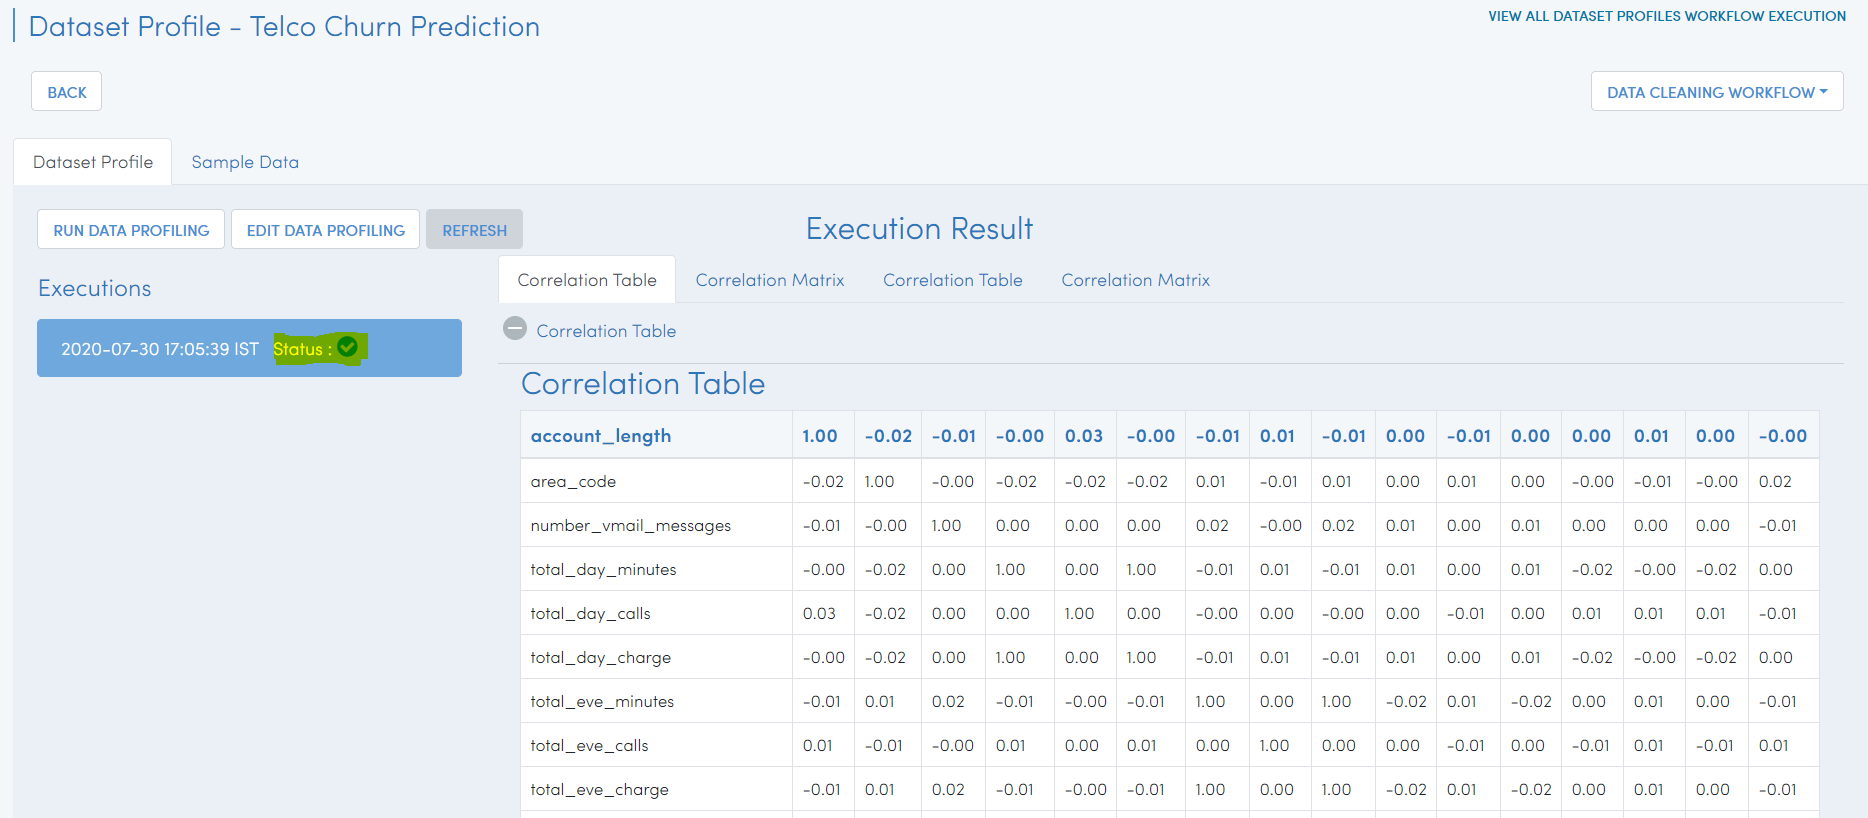 Dataset Profile - Telco Churn Prediction
VIEW ALL DATASET PROFILES WORKFLOW EXECUTION
BACK
DATA CLEANING WORKFLOW
Dataset Profile Sample Data
RUN DATA PROFILING EDIT DATA PROFILING REFRESH
Executions
2020-07-30 17:05:39 IST Status :
Execution Result
Correlation Table Correlation Matrix Correlation Table Correlation Matrix
Correlation Table
Correlation Table
account_length 1.00 -0.02 -0.01 -0.00 0.03 -0.00 -0.01 0.01 -0.01 0.00 -0.01 0.00 0.00 0.01 0.00 -0.00
area_code -0.02 1.00 -0.00 -0.02 -0.02 -0.02 0.01 -0.01 0.01 0.00 0.01 0.00 -0.00 -0.01 -0.00 0.02
number_vmail_messages -0.01 -0.00 1.00 0.00 0.00 0.00 0.02 -0.00 0.02 0.01 0.00 0.01 0.00 0.00 0.00 -0.01
total_day_minutes -0.00 -0.02 0.00 1.00 0.00 1.00 -0.01 0.01 -0.01 0.01 0.00 0.01 -0.02 -0.00 -0.02 0.00
total_day_calls 0.03 -0.02 0.00 0.00 1.00 0.00 -0.00 0.00 -0.00 0.00 -0.01 0.00 0.01 0.01 0.01 -0.01
total_day_charge -0.00 -0.02 0.00 1.00 0.00 1.00 -0.01 0.01 -0.01 0.01 0.00 0.01 -0.02 -0.00 -0.02 0.00
total_eve_minutes -0.01 0.01 0.02 -0.01 -0.00 -0.01 1.00 0.00 1.00 -0.02 0.01 -0.02 0.00 0.01 0.00 -0.01
total_eve_calls 0.01 -0.01 -0.00 0.01 0.00 0.01 0.00 1.00 0.00 0.00 -0.01 0.00 -0.01 0.01 -0.01 0.01
total_eve_charge -0.01 0.01 0.02 -0.01 -0.00 -0.01 1.00 0.00 1.00 -0.02 0.01 -0.02 0.00 0.01 0.00 -0.01